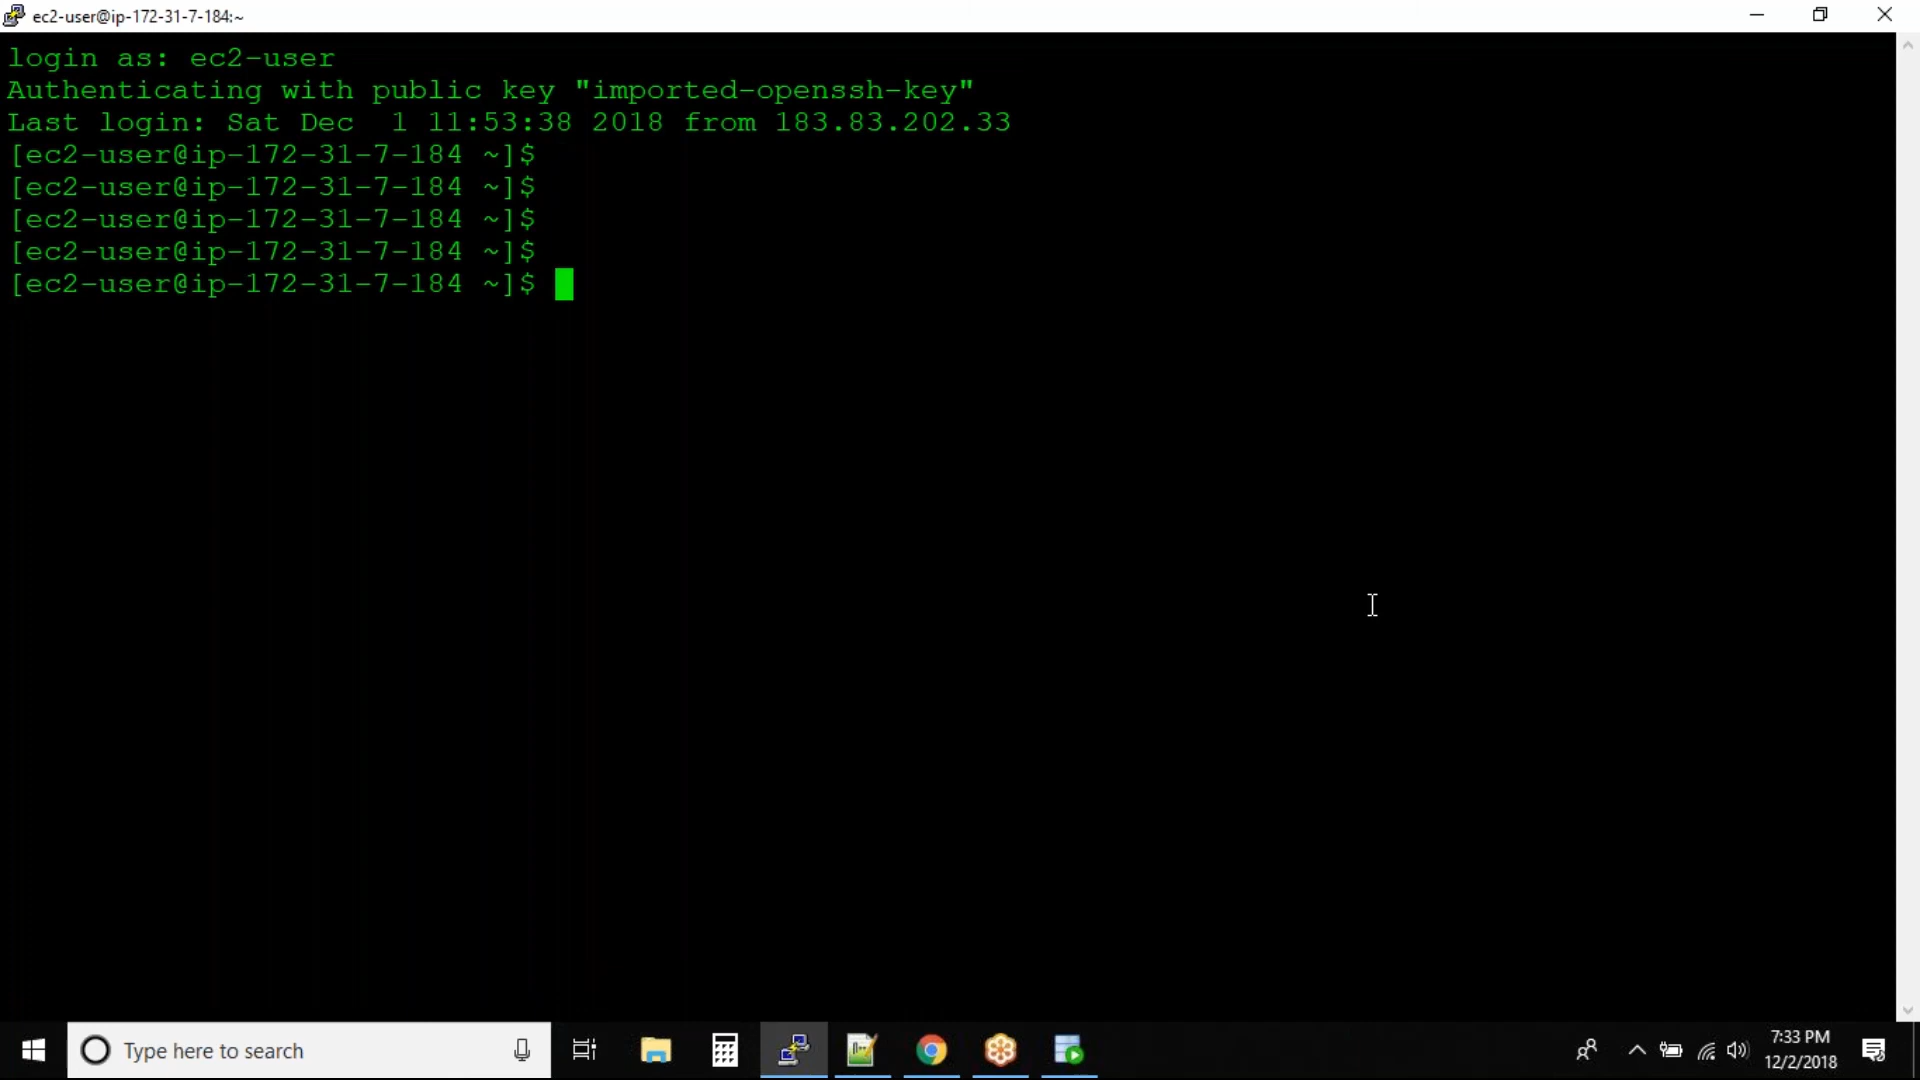 ec2-user@ip-172-31-7-184:~
login as: ec2-user
Authenticating with public key "imported-openssh-key"
Last login: Sat Dec  1 11:53:38 2018 from 183.83.202.33
[ec2-user@ip-172-31-7-184 ~]$
[ec2-user@ip-172-31-7-184 ~]$
[ec2-user@ip-172-31-7-184 ~]$
[ec2-user@ip-172-31-7-184 ~]$
[ec2-user@ip-172-31-7-184 ~]$
Type here to search
7:33 PM
12/2/2018